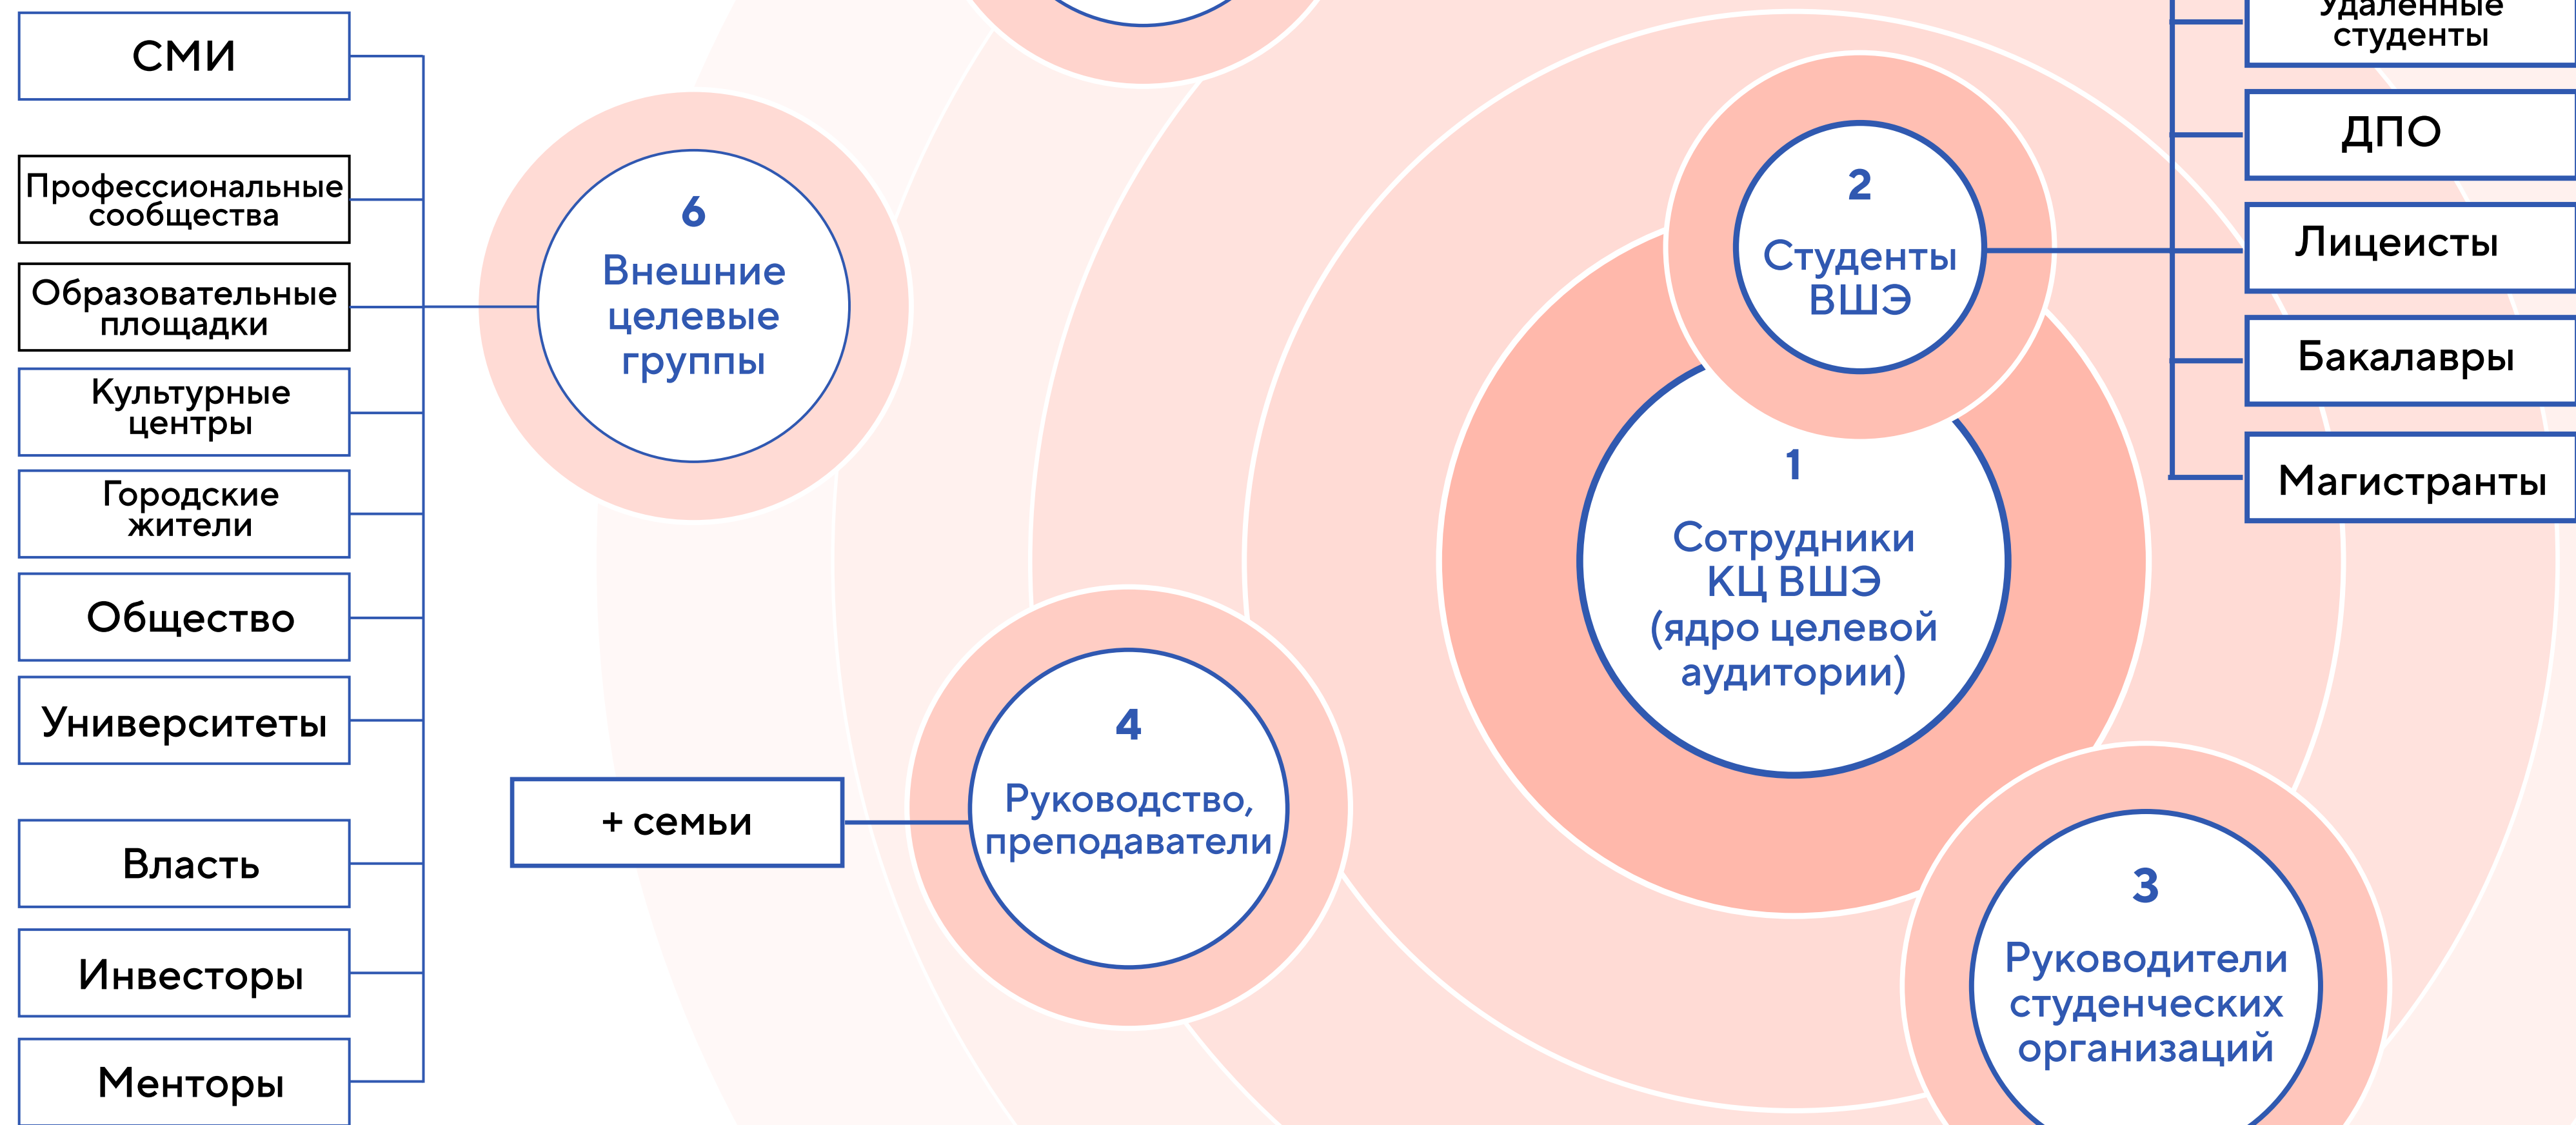 СМИ
Профессиональные
сообщества
Образовательные
площадки
Культурные
центры
Городские
жители
Общество
Университеты
Власть
Инвесторы
Менторы
6
Внешние
целевые
группы
+ семьи
4
Руководство,
преподаватели
2
Студенты
ВШЭ
1
Сотрудники
КЦ ВШЭ
(ядро целевой
аудитории)
3
Руководители
студенческих
организаций
Удаленные
студенты
ДПО
Лицеисты
Бакалавры
Магистранты